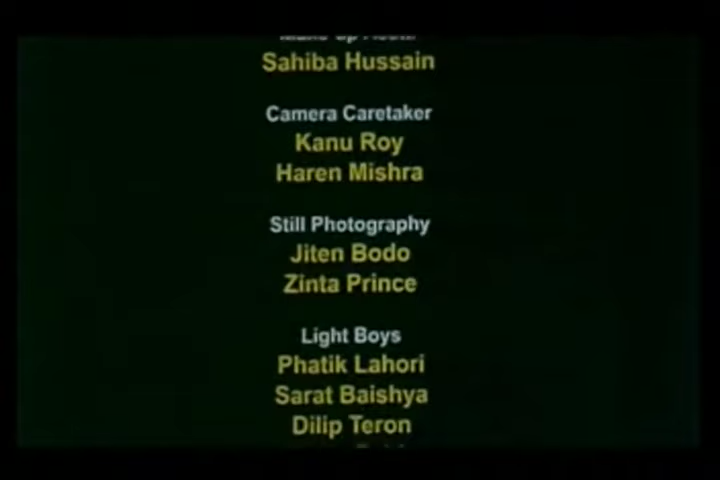 Sahiba Hussain
Camera Caretaker
Kanu Roy
Haren Mishra
Still Photography
Jiten Bodo
Zinta Prince
Light Boys
Phatik Lahori
Sarat Baishya
Dilip Teron